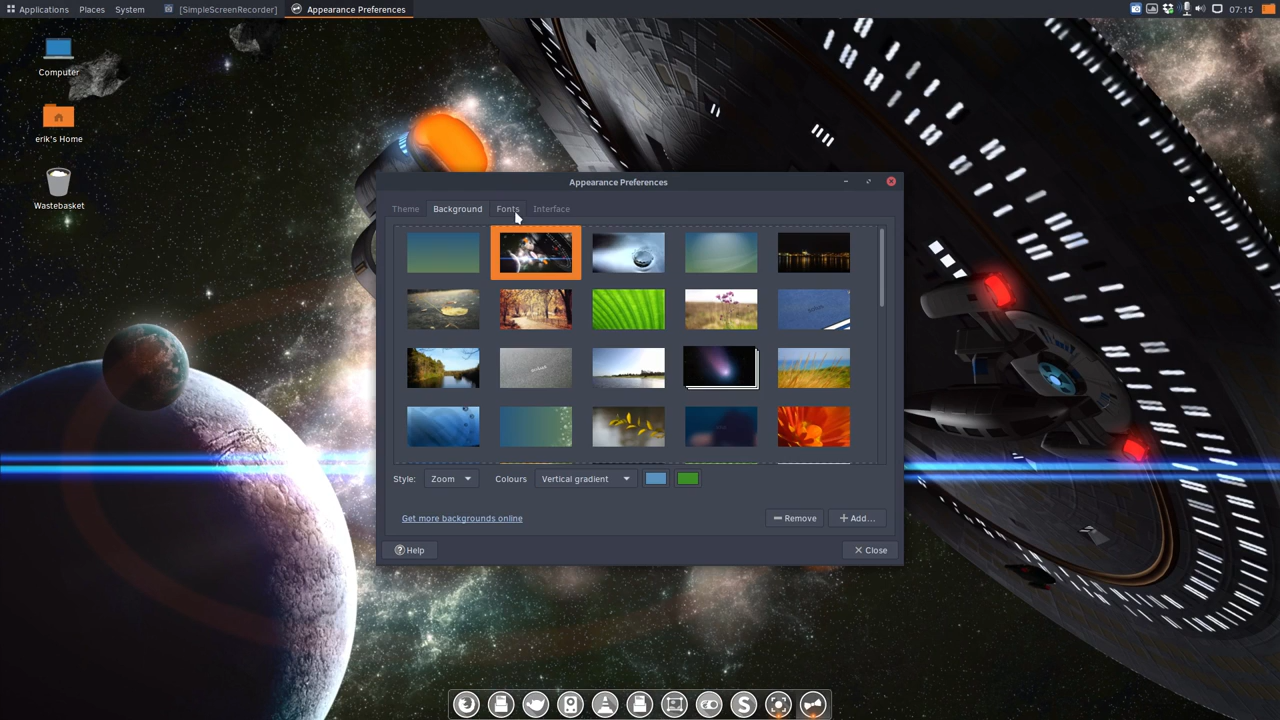 Applications Places System [SimpleScreenRecorder] Appearance Preferences 07:15
Computer
erik's Home
Wastebasket
Appearance Preferences
Theme Background Fonts Interface
Style: Zoom Colours Vertical gradient
Get more backgrounds online Remove Add...
Help Close
S